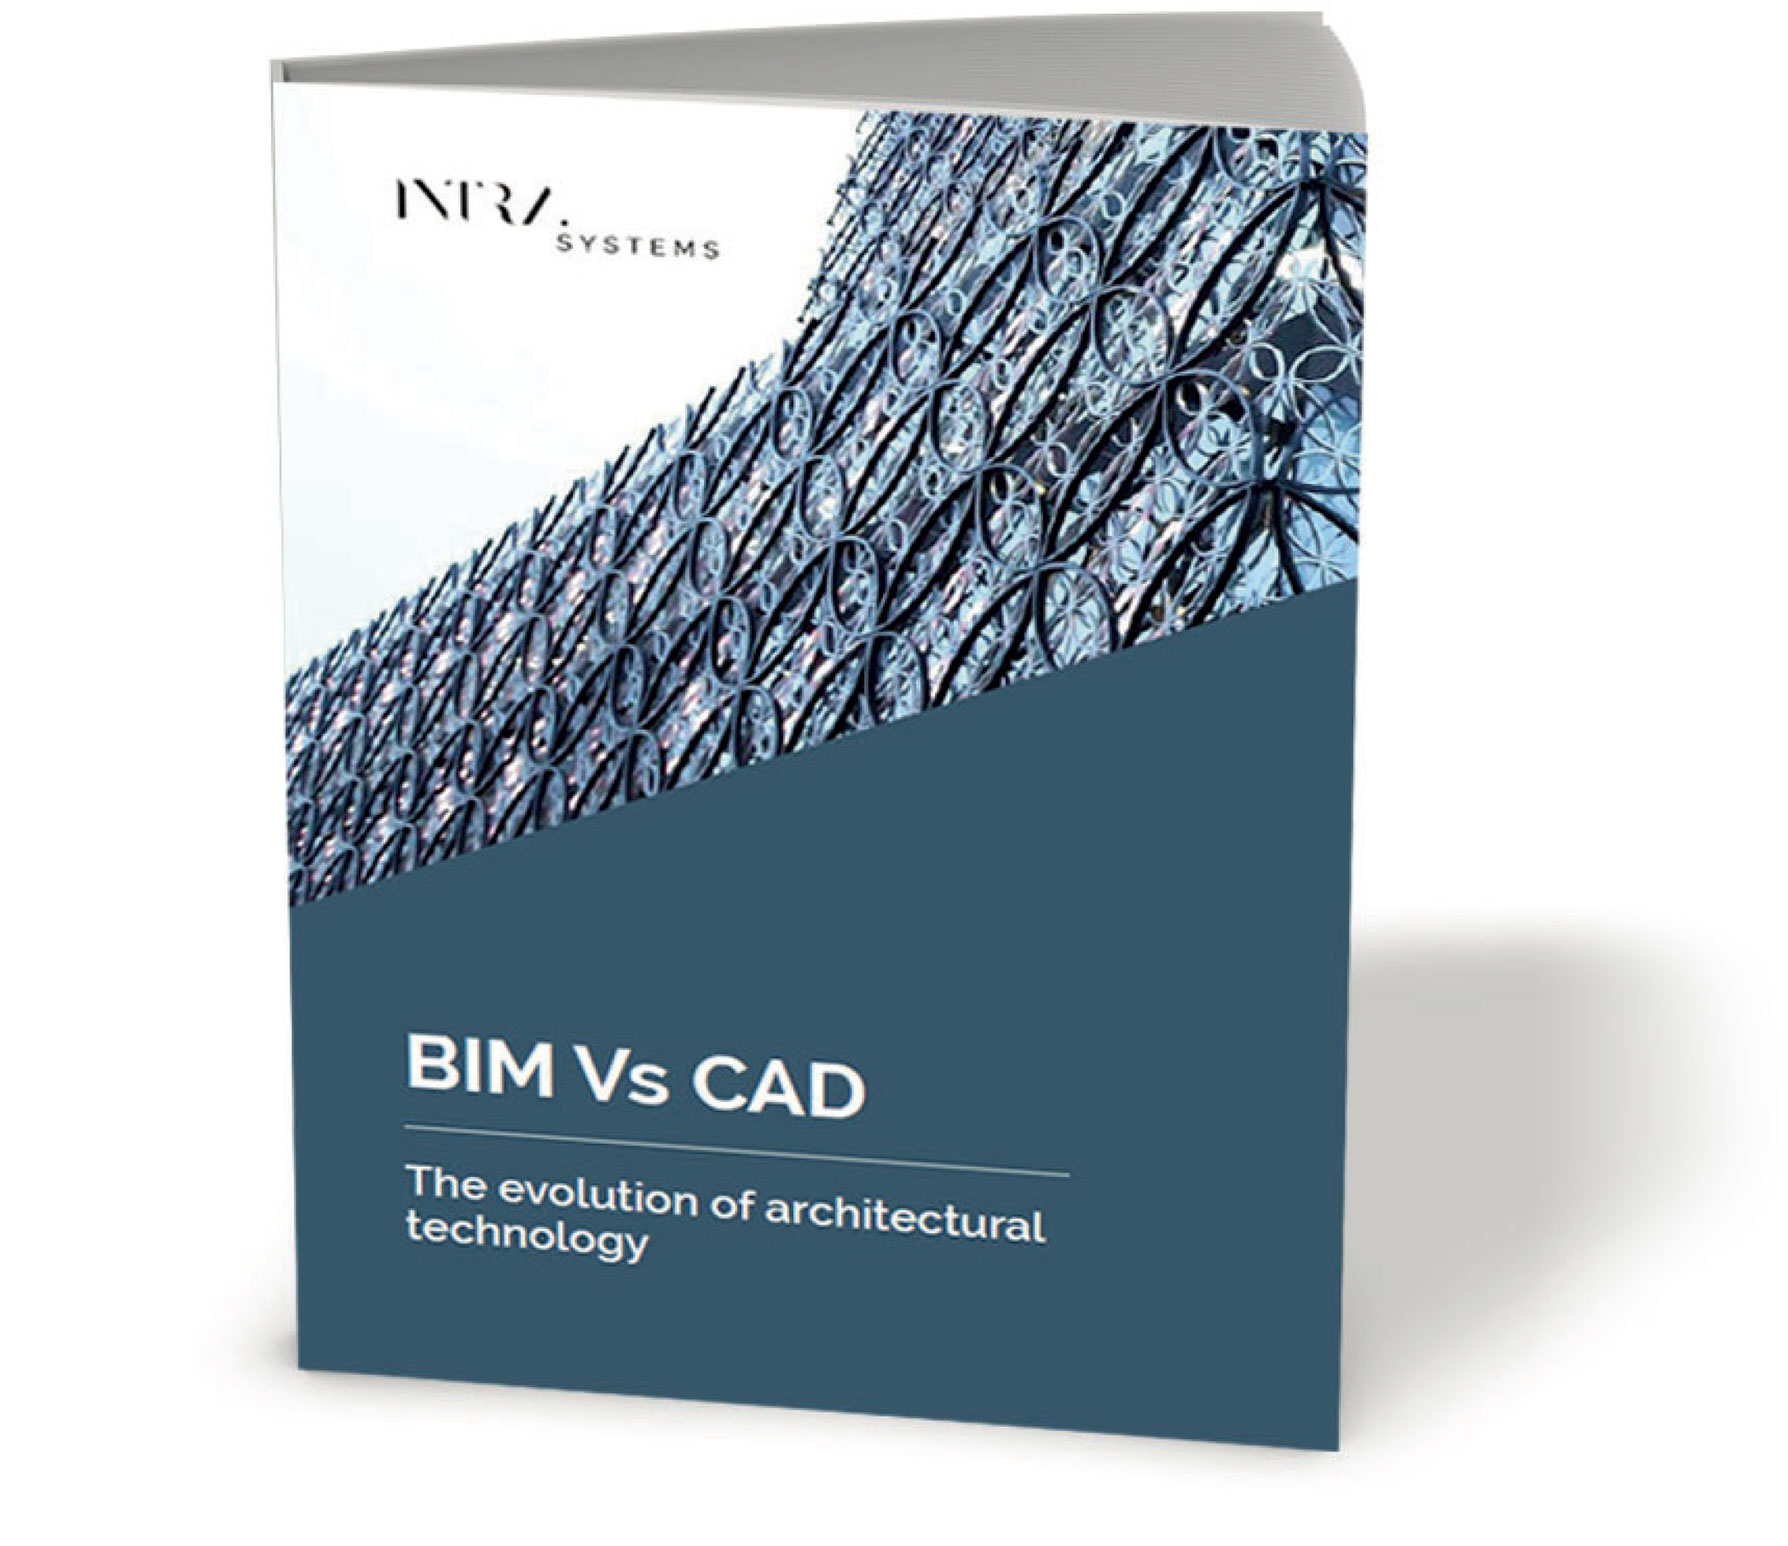 INTRA.
SYSTEMS
BIM Vs CAD
The evolution of architectural
technology